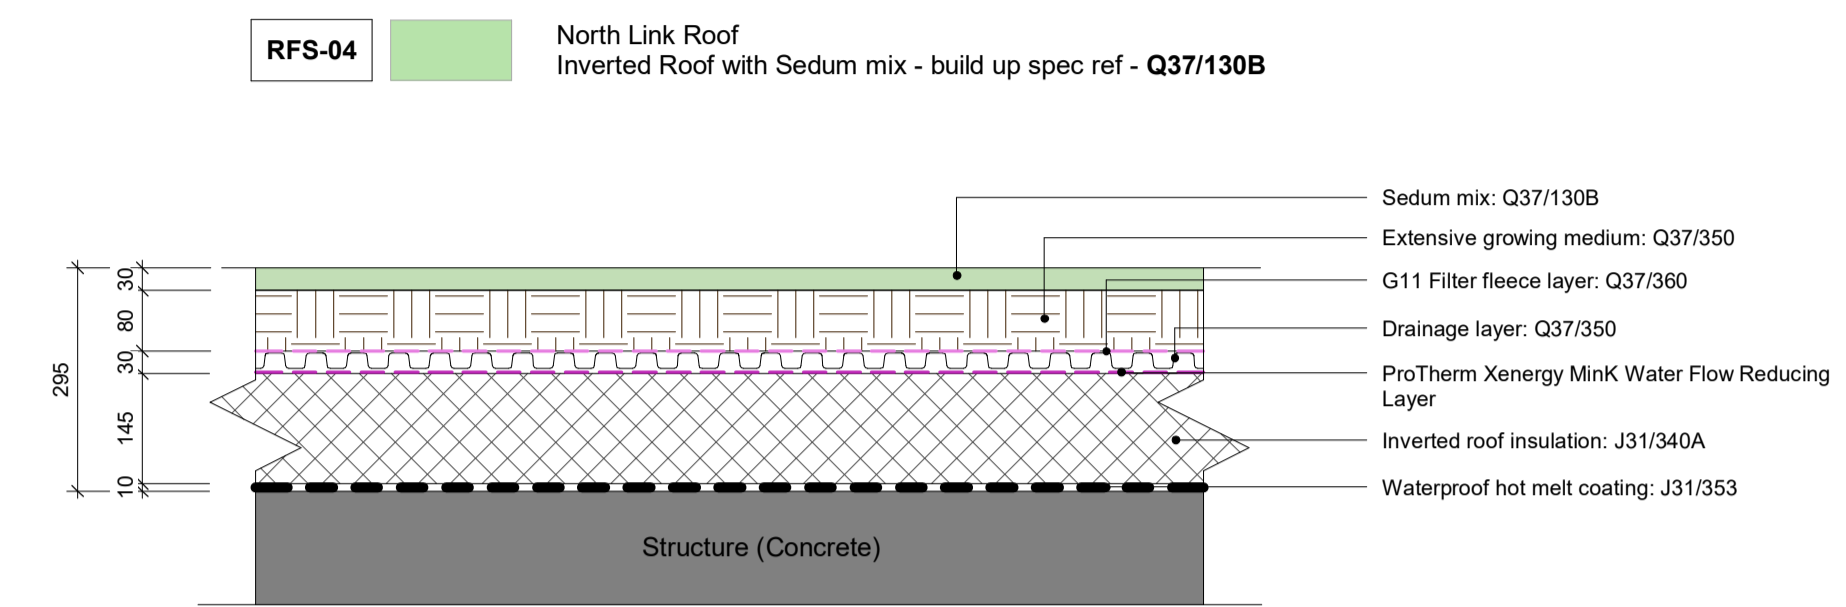 RFS-04
North Link Roof
Inverted Roof with Sedum mix - build up spec ref - Q37/130B
Sedum mix: Q37/130B
Extensive growing medium: Q37/350
G11 Filter fleece layer: Q37/360
Drainage layer: Q37/350
ProTherm Xenergy MinK Water Flow Reducing
Layer
Inverted roof insulation: J31/340A
Waterproof hot melt coating: J31/353
295
30
80
30
145
10
Structure (Concrete)